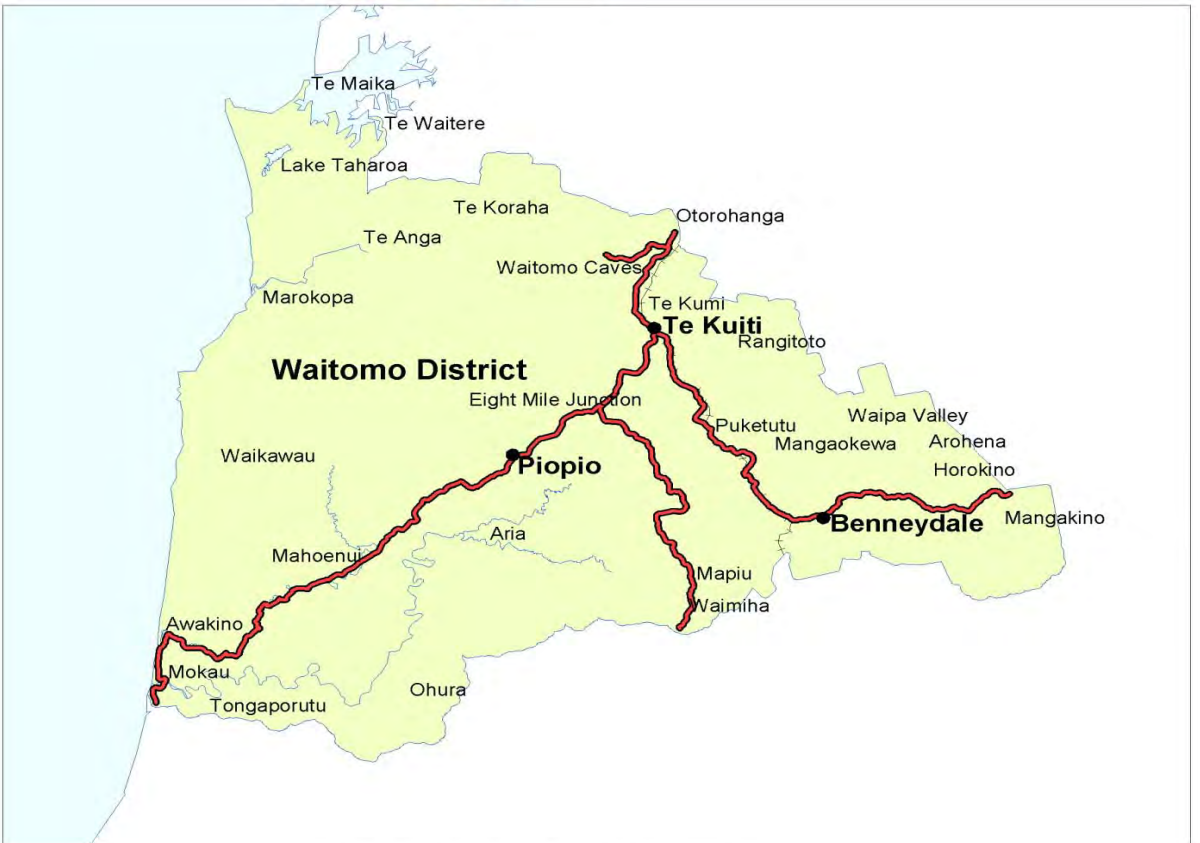 Te Maika
Te Waitere
Lake Taharoa
Te Koraha
Otorohanga
Te Anga
Waitomo Caves
Marokopa
Te Kumi
Te Kuiti
Rangitoto
Waitomo District
Eight Mile Junction
Waipa Valley
Puketutu
Mangaokewa
Arohena
Waikawau
Piopio
Horokino
Mangakino
Benneydale
Aria
Mahoenui
Mapiu
Waimiha
Awakino
Mokau
Ohura
Tongaporutu